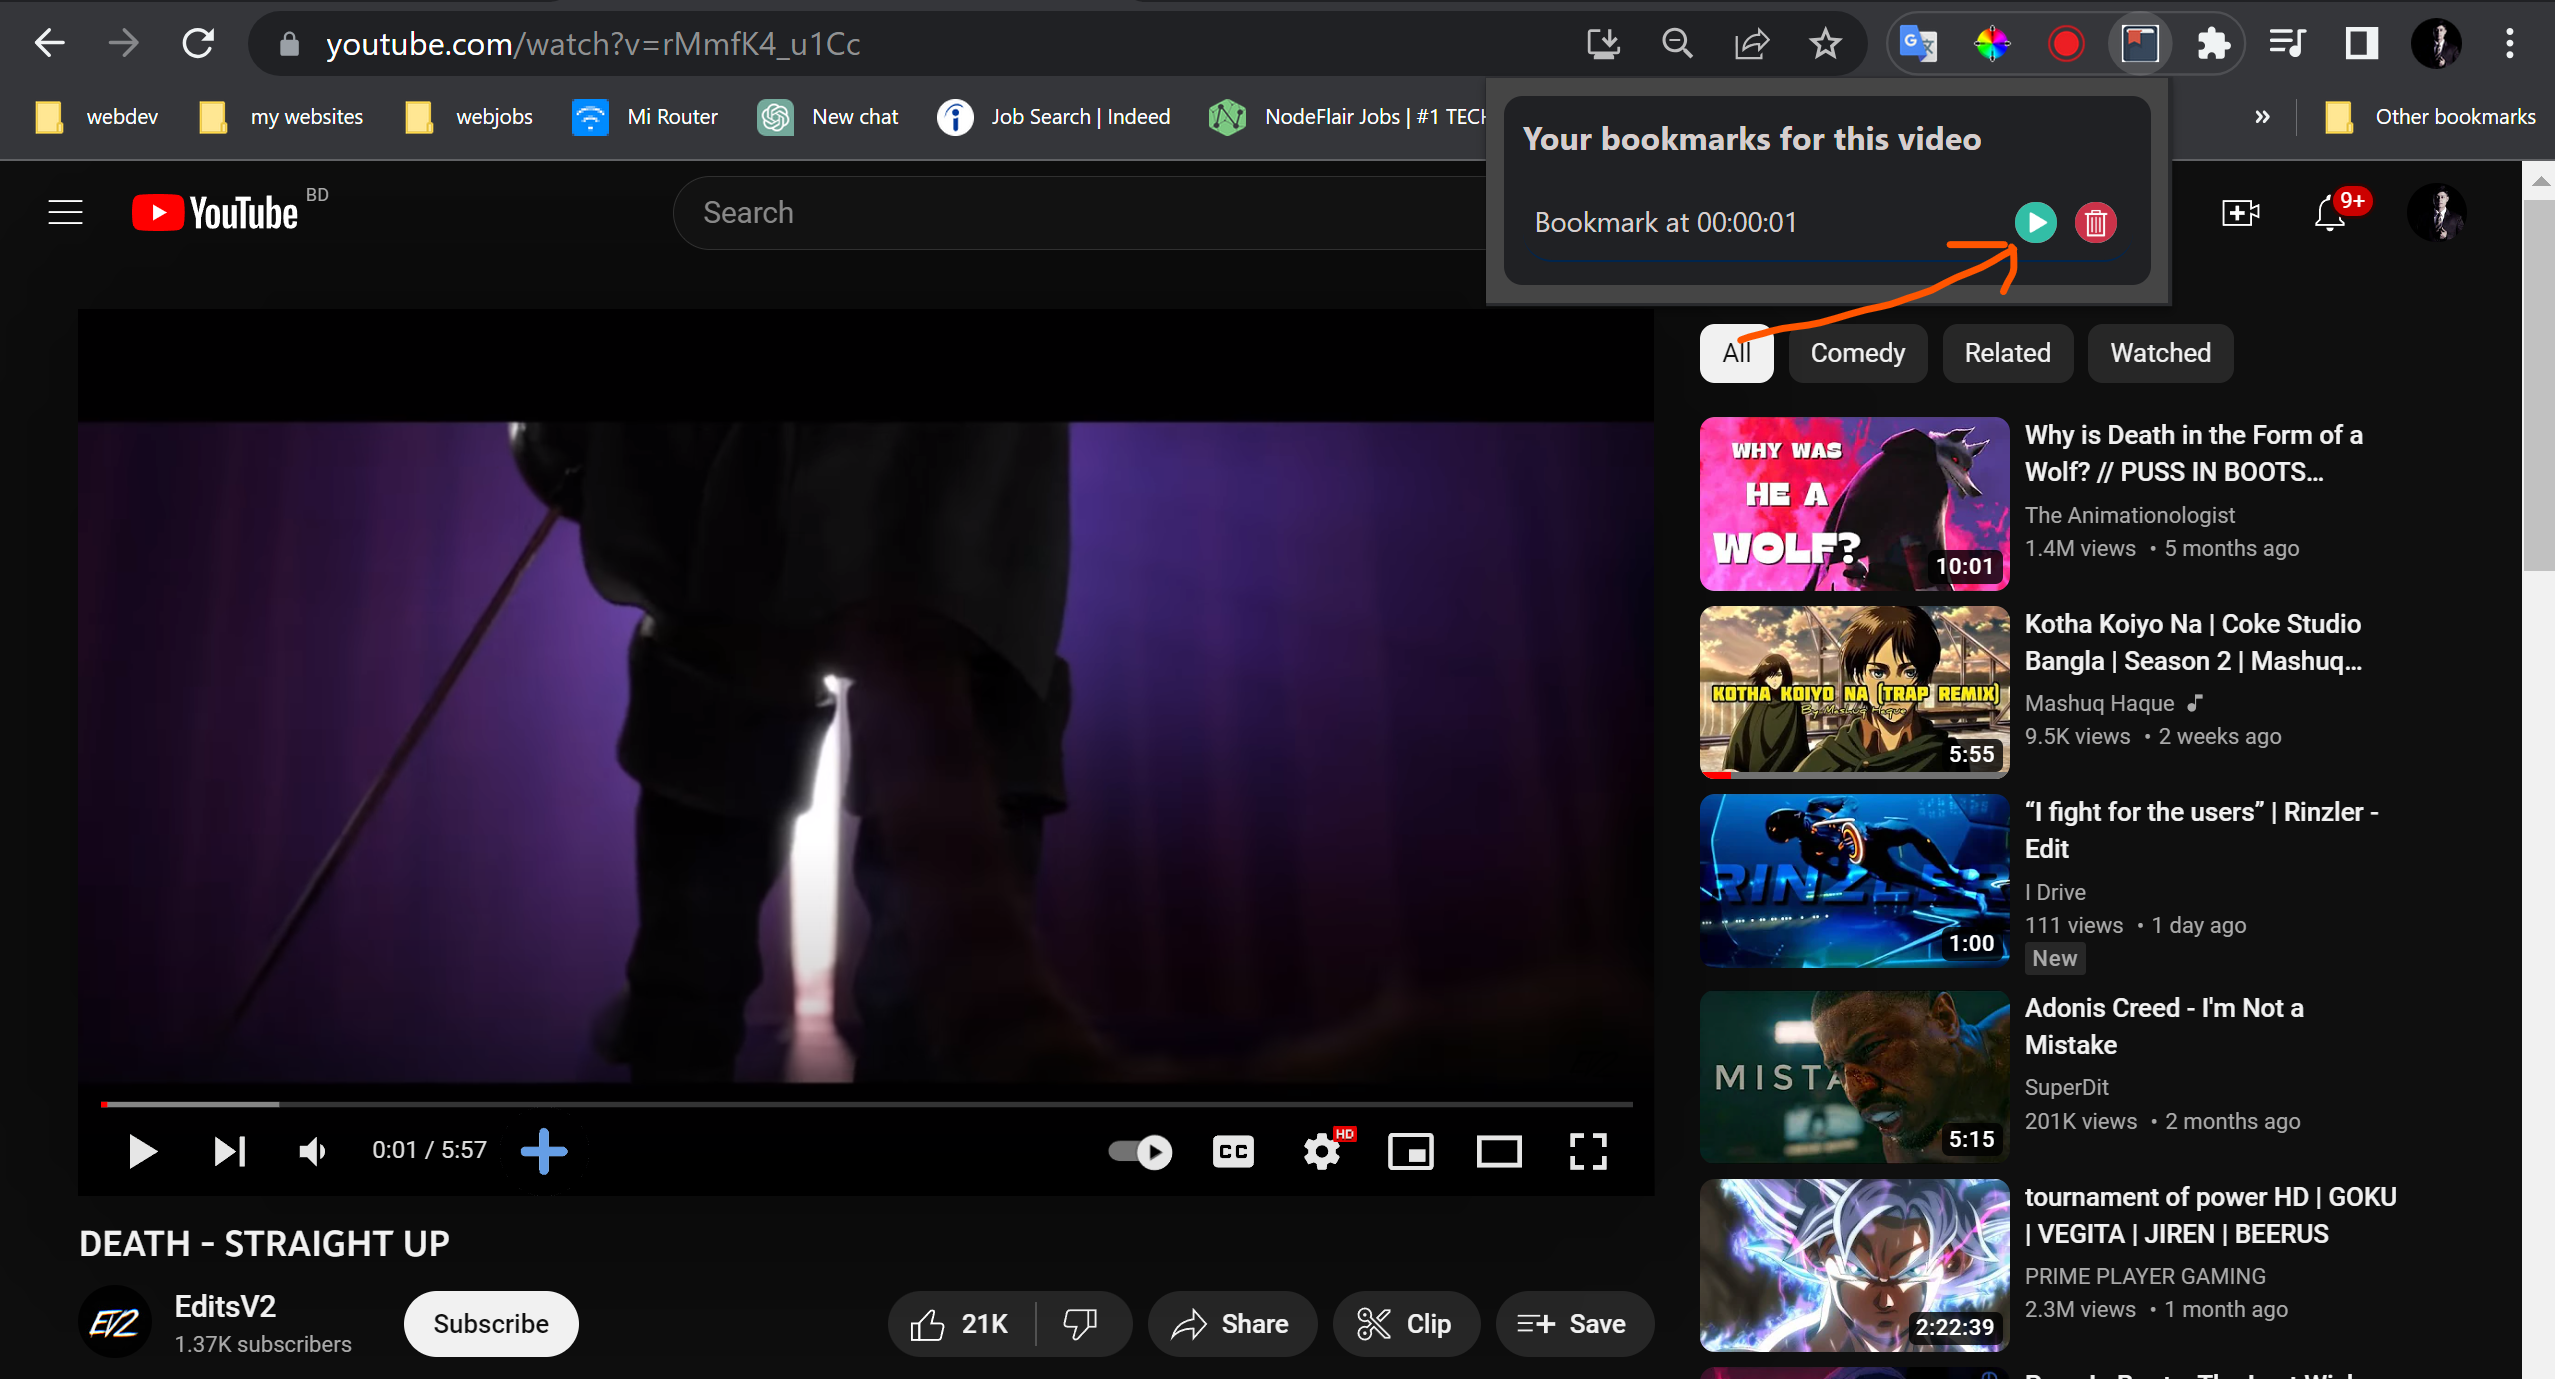 youtube.com/watch?v=rMmfK4_u1Cc
webdev
my websites
webjobs
Mi Router
New chat
Job Search | Indeed
NodeFlair Jobs | #1 TECH
»
Other bookmarks
Your bookmarks for this video
Bookmark at 00:00:01
YouTube BD
Search
9+
All
Comedy
Related
Watched
WHY WAS
HE A
WOLF?
10:01
Why is Death in the Form of a
Wolf? // PUSS IN BOOTS...
The Animationologist
1.4M views • 5 months ago
KOTHA KOIYO NA (TRAP REMIX)
By Mashuq Haque
5:55
Kotha Koiyo Na | Coke Studio
Bangla | Season 2 | Mashuq...
Mashuq Haque
9.5K views • 2 weeks ago
RINZLER
1:00
“I fight for the users” | Rinzler -
Edit
I Drive
111 views • 1 day ago
New
MISTA
5:15
Adonis Creed - I'm Not a
Mistake
SuperDit
201K views • 2 months ago
2:22:39
tournament of power HD | GOKU
| VEGITA | JIREN | BEERUS
PRIME PLAYER GAMING
2.3M views • 1 month ago
0:01 / 5:57
CC
HD
DEATH - STRAIGHT UP
EV2
EditsV2
1.37K subscribers
Subscribe
21K
Share
Clip
Save